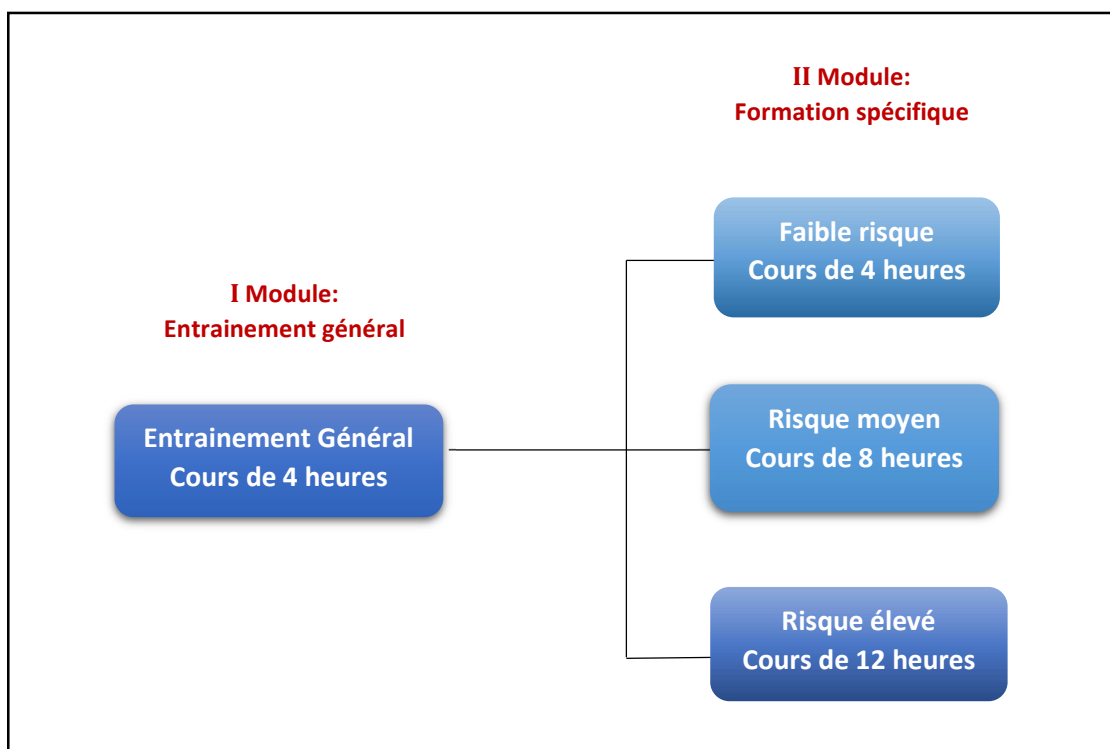 II Module:
Formation spécifique
Faible risque
Cours de 4 heures
I Module:
Entrainement général
Entrainement Général
Cours de 4 heures
Risque moyen
Cours de 8 heures
Risque élevé
Cours de 12 heures